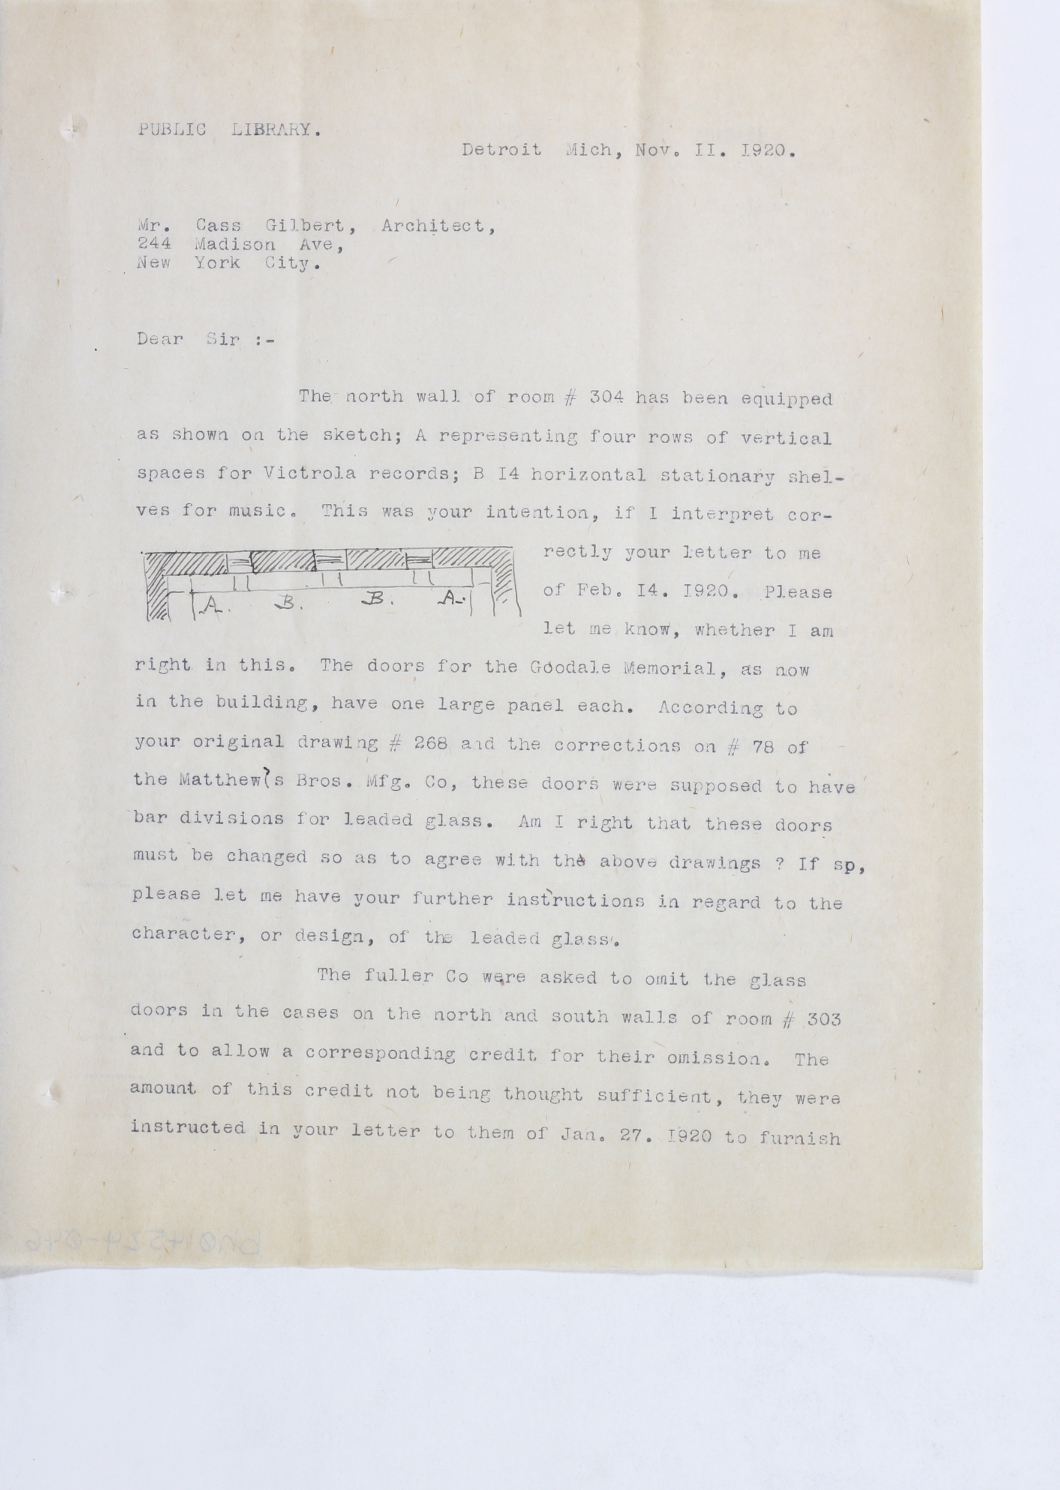 PUBLIC LIBRARY.
Detroit Mich, Nov. II. I920.
Mr. Cass Gilbert, Architect,
244 Madison Ave,
New York City.
Dear Sir :-
The north wall of room # 304 has been equipped
as shown on the sketch; A representing four rows of vertical
spaces for Victrola records; B I4 horizontal stationary shel-
ves for music. This was your intention, if I interpret cor-
rectly your letter to me
of Feb. I4. I920. Please
let me know, whether I am
A. B. B. A.
right in this. The doors for the Goodale Memorial, as now
in the building, have one large panel each. According to
your original drawing # 268 and the corrections on # 78 of
the Matthew's Bros. Mfg. Co, these doors were supposed to have
bar divisions for leaded glass. Am I right that these doors
must be changed so as to agree with the above drawings ? If sp,
please let me have your further instructions in regard to the
character, or design, of the leaded glass.
The fuller Co were asked to omit the glass
doors in the cases on the north and south walls of room # 303
and to allow a corresponding credit for their omission. The
amount of this credit not being thought sufficient, they were
instructed in your letter to them of Jan. 27. I920 to furnish